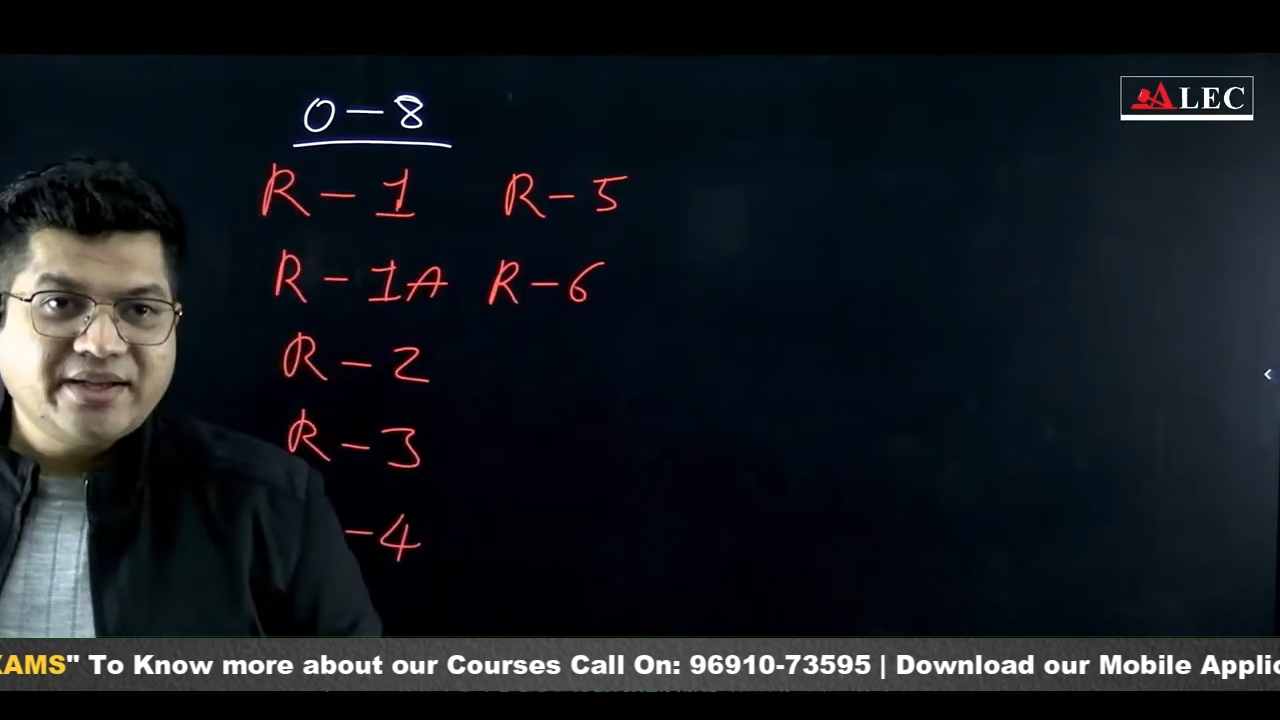 O-8
R-1 R-5
R-1A R-6
R-2
R-3
-4
ALEC
XAMS" To Know more about our Courses Call On: 96910-73595 | Download our Mobile Applic